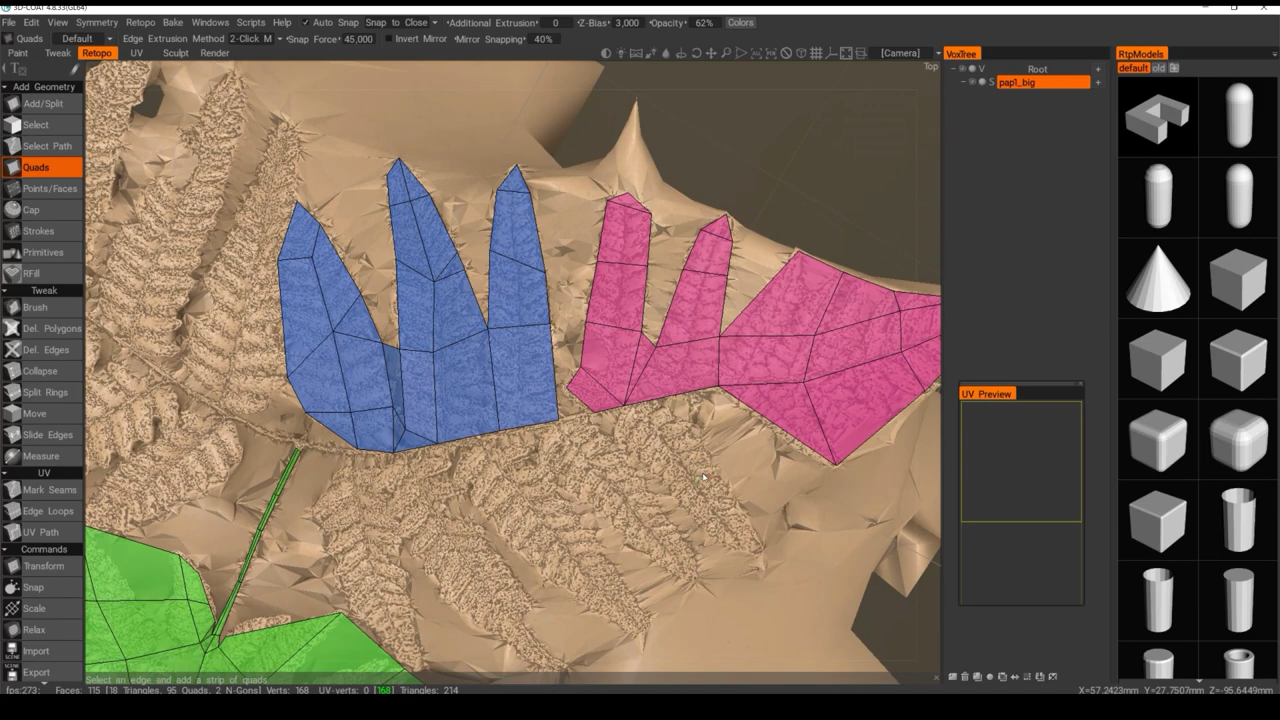 3D-COAT 4.8.33(GL64)
File Edit View Symmetry Retopo Bake Windows Scripts Help Auto Snap Snap to Close Additional Extrusion 0 Z-Bias 3,000 Opacity 62% Colors
Quads Default Edge Extrusion Method 2-Click M Snap Force 45,000 Invert Mirror Mirror Snapping 40%
Paint Tweak Retopo UV Sculpt Render [Camera] VoxTree RtpModels
Top
V Root
default old
S pap1_big
Add Geometry
Add/Split
Select
Select Path
Quads
Points/Faces
Cap
Strokes
Primitives
RFill
Tweak
Brush
Del. Polygons
Del. Edges
Collapse
Split Rings
Move
Slide Edges
Measure
UV
Mark Seams
Edge Loops
UV Path
Commands
Transform
Snap
Scale
Relax
Import
Export
UV Preview
Select an edge and add a strip of quads
fps:273; Faces: 115 [18 Triangles, 95 Quads, 2 N-Gons] Verts: 168 UV-verts: 0 [168] Triangles: 214 X=57.2423mm Y=27.7507mm Z=-95.6449mm